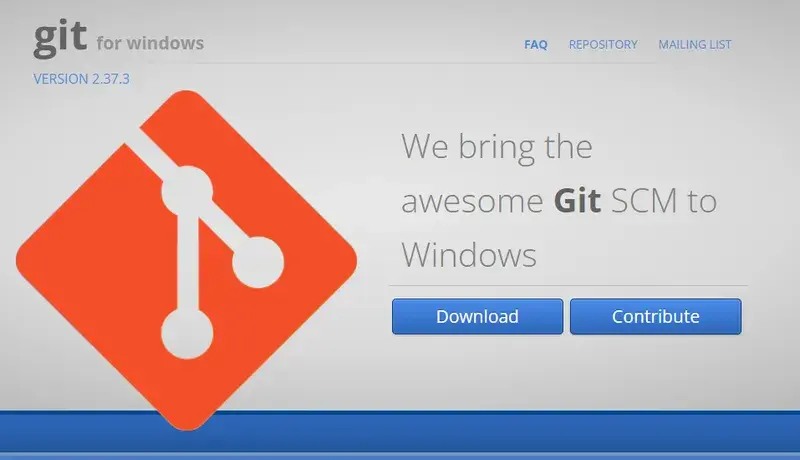 git for windows
FAQ REPOSITORY MAILING LIST
VERSION 2.37.3
We bring the
awesome Git SCM to
Windows
Download Contribute